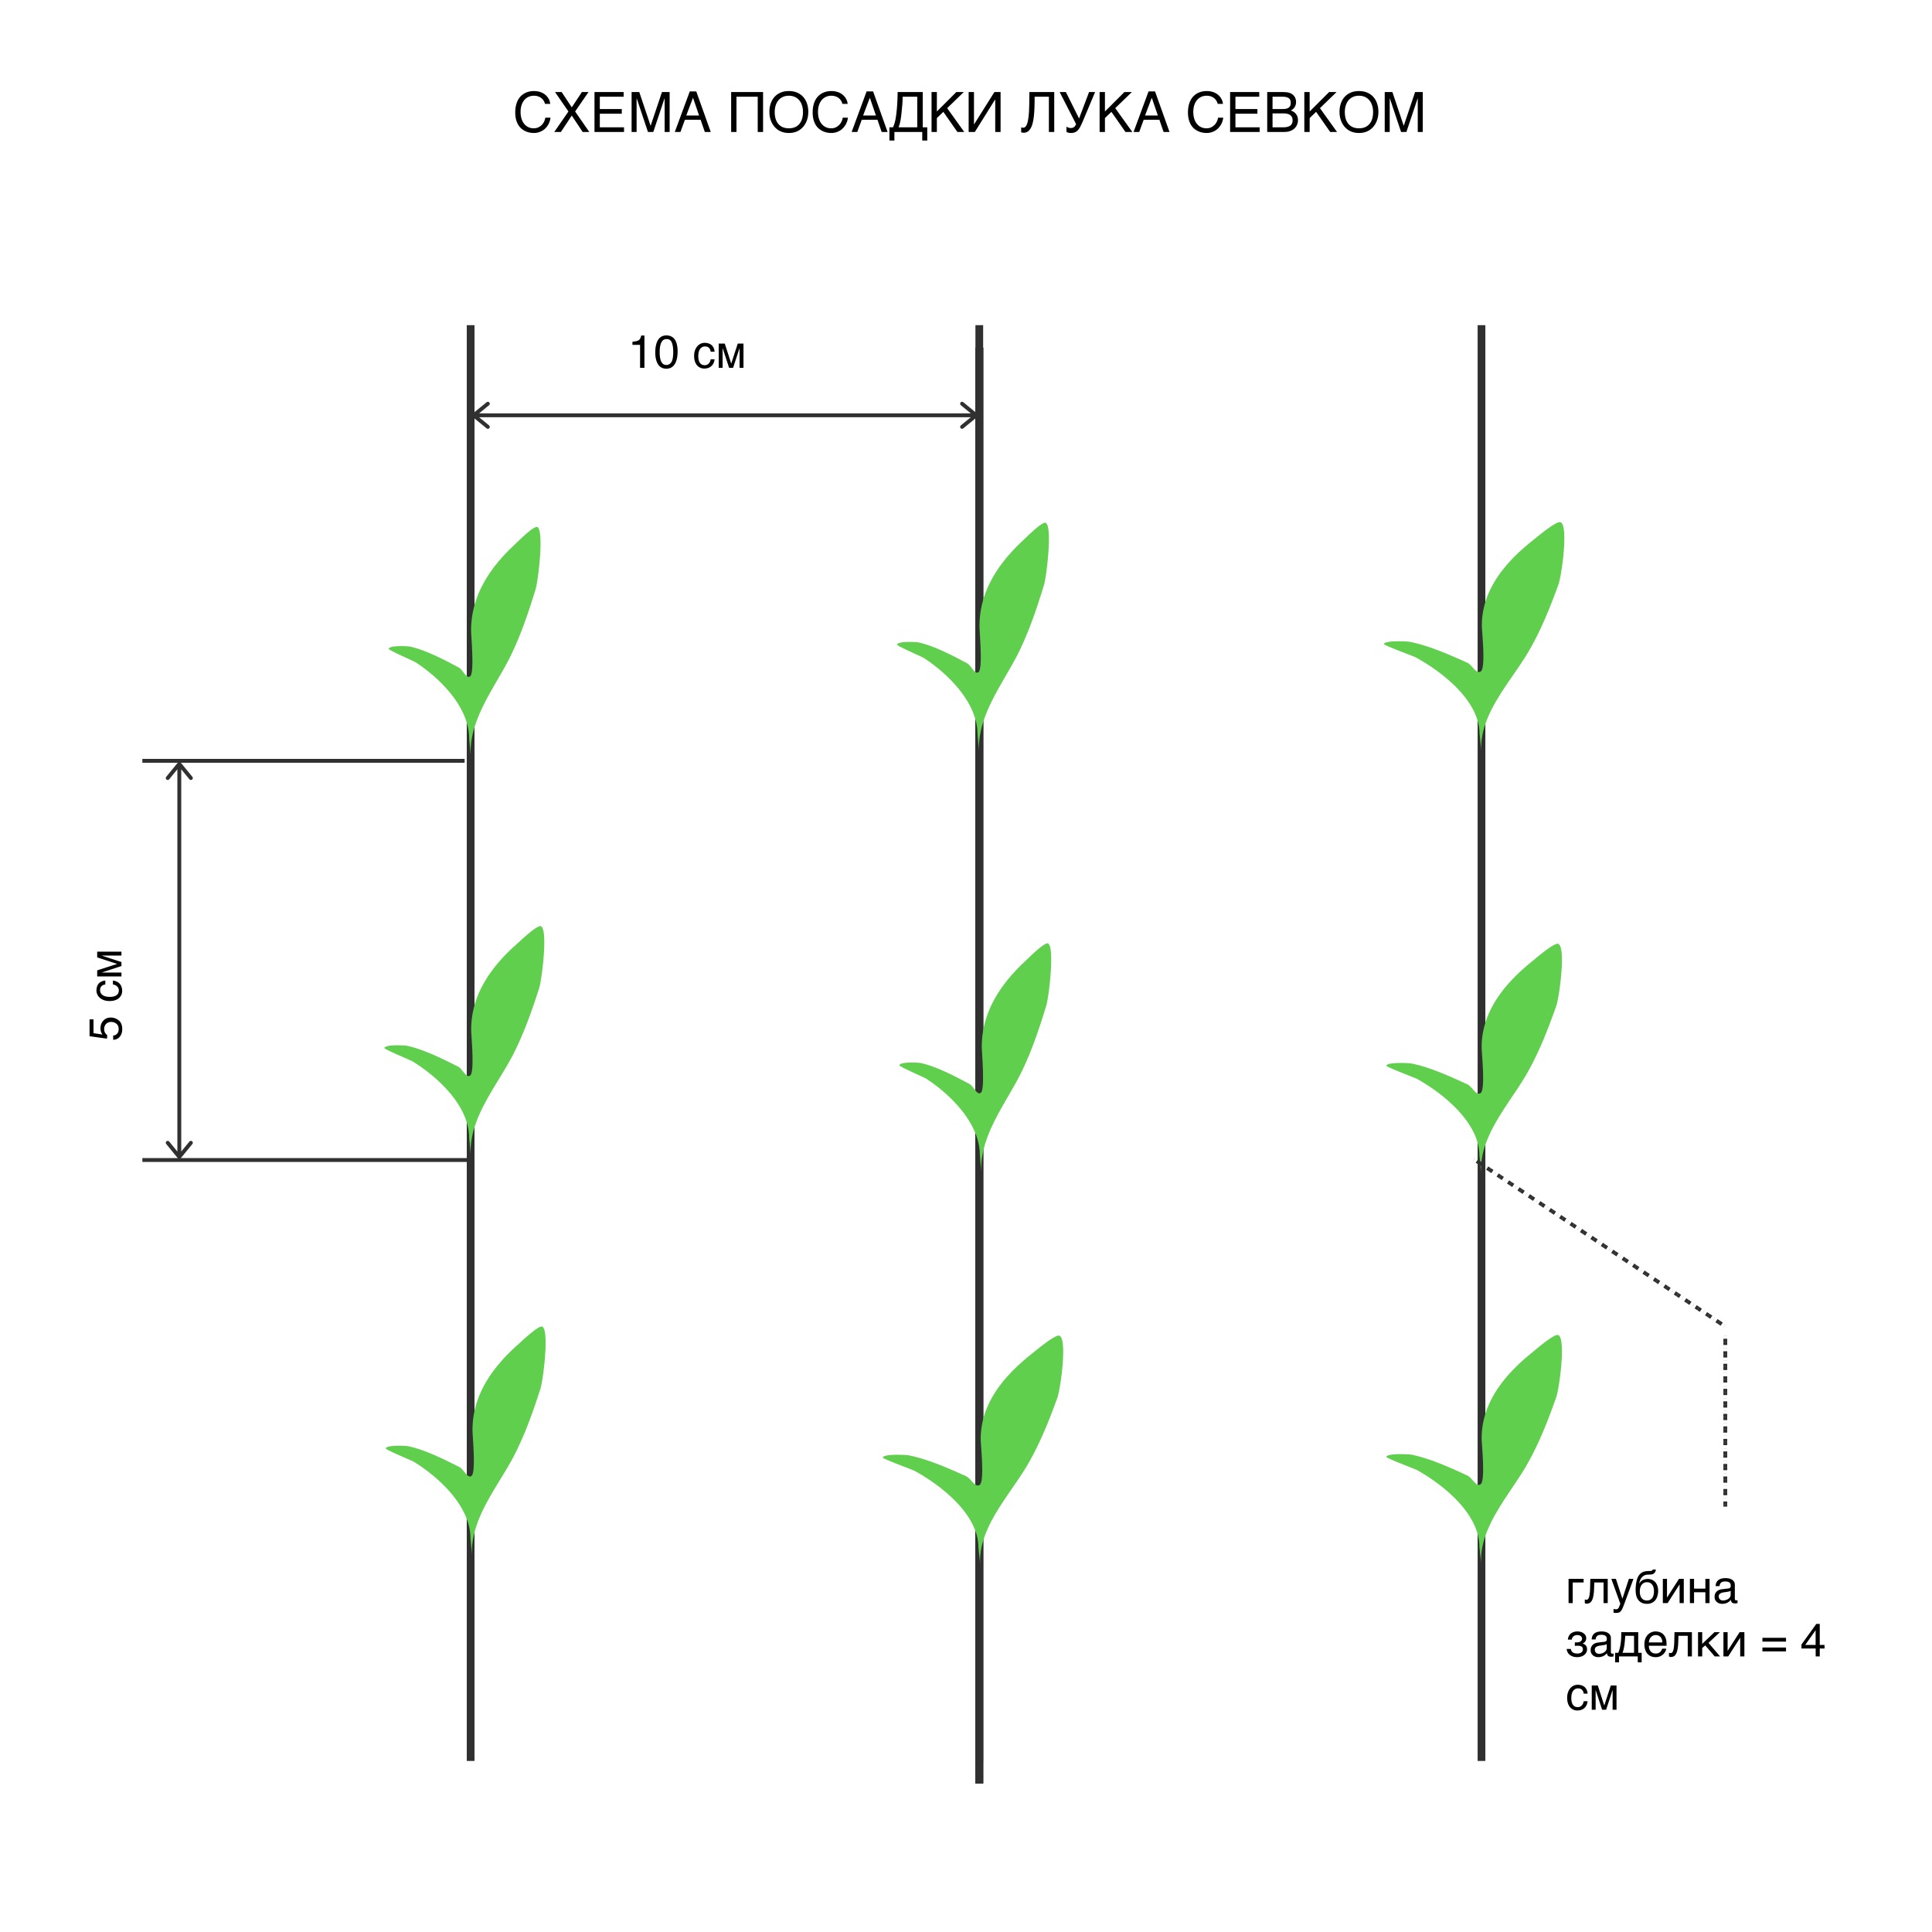 СХЕМА ПОСАДКИ ЛУКА СЕВКОМ
10 см
5 см
глубина
заделки = 4
см